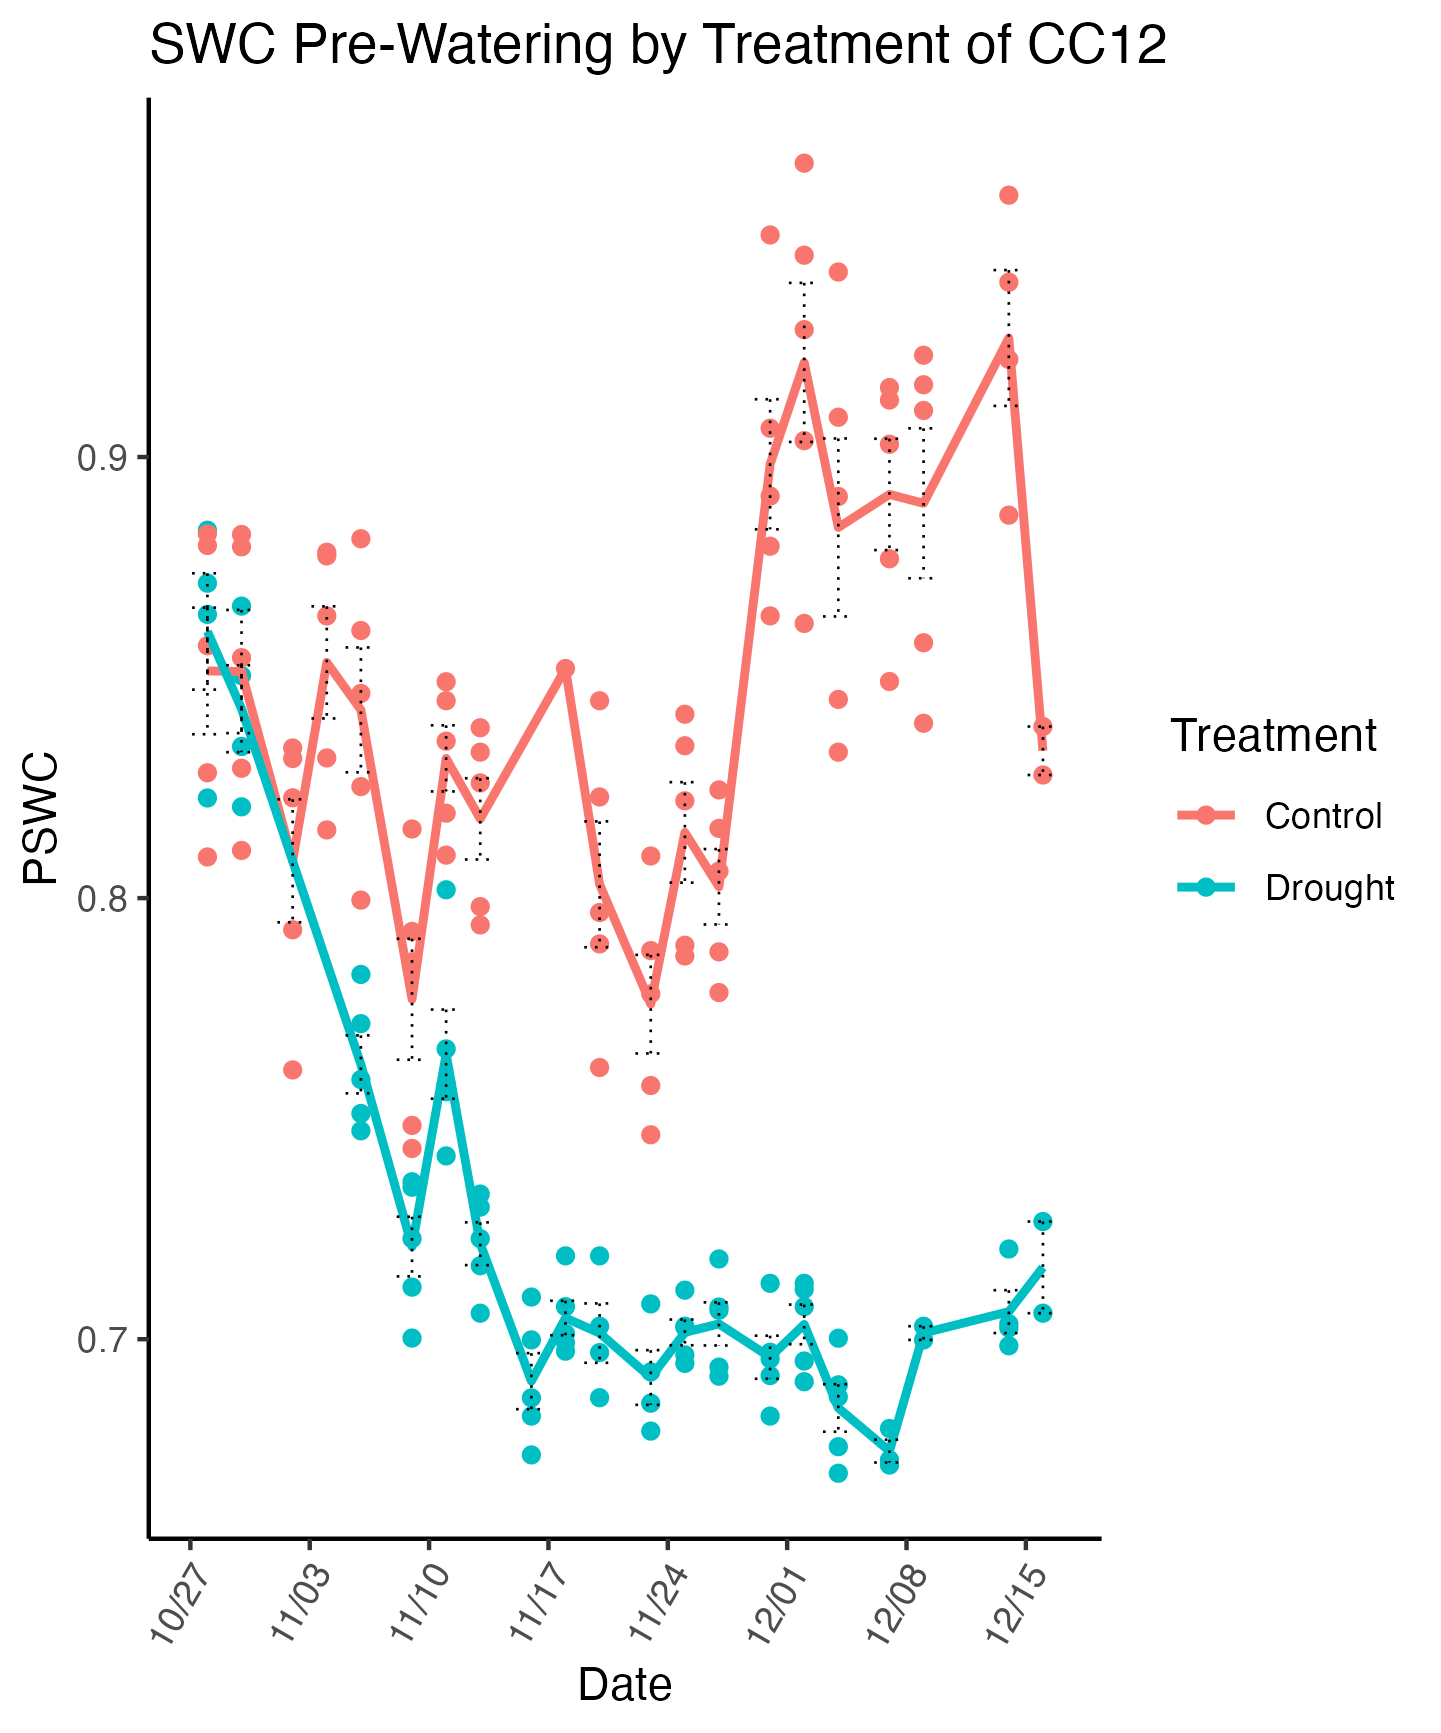 SWC Pre-Watering by Treatment of CC12
PSWC
0.9
0.8
0.7
10/27
11/03
11/10
11/17
11/24
12/01
12/08
12/15
Date
Treatment
Control
Drought